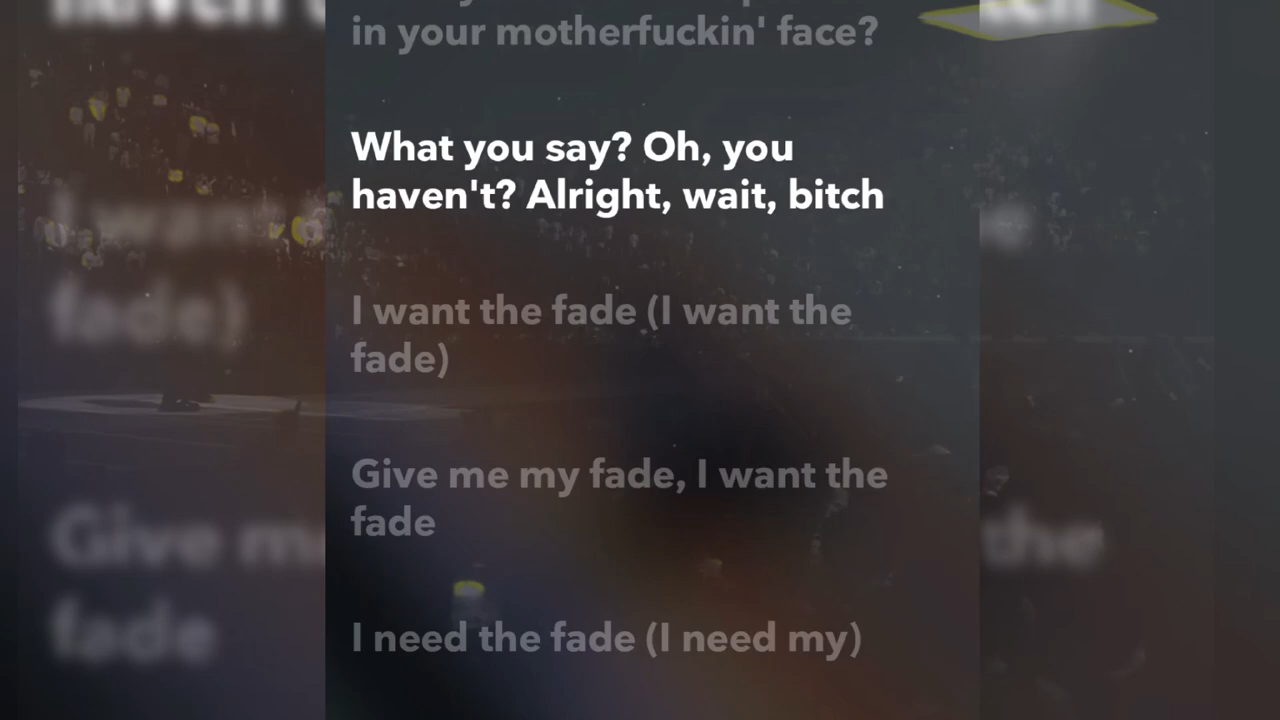 in your motherfuckin' face?
What you say? Oh, you
haven't? Alright, wait, bitch
I want the fade (I want the
fade)
Give me my fade, I want the
fade
I need the fade (I need my)